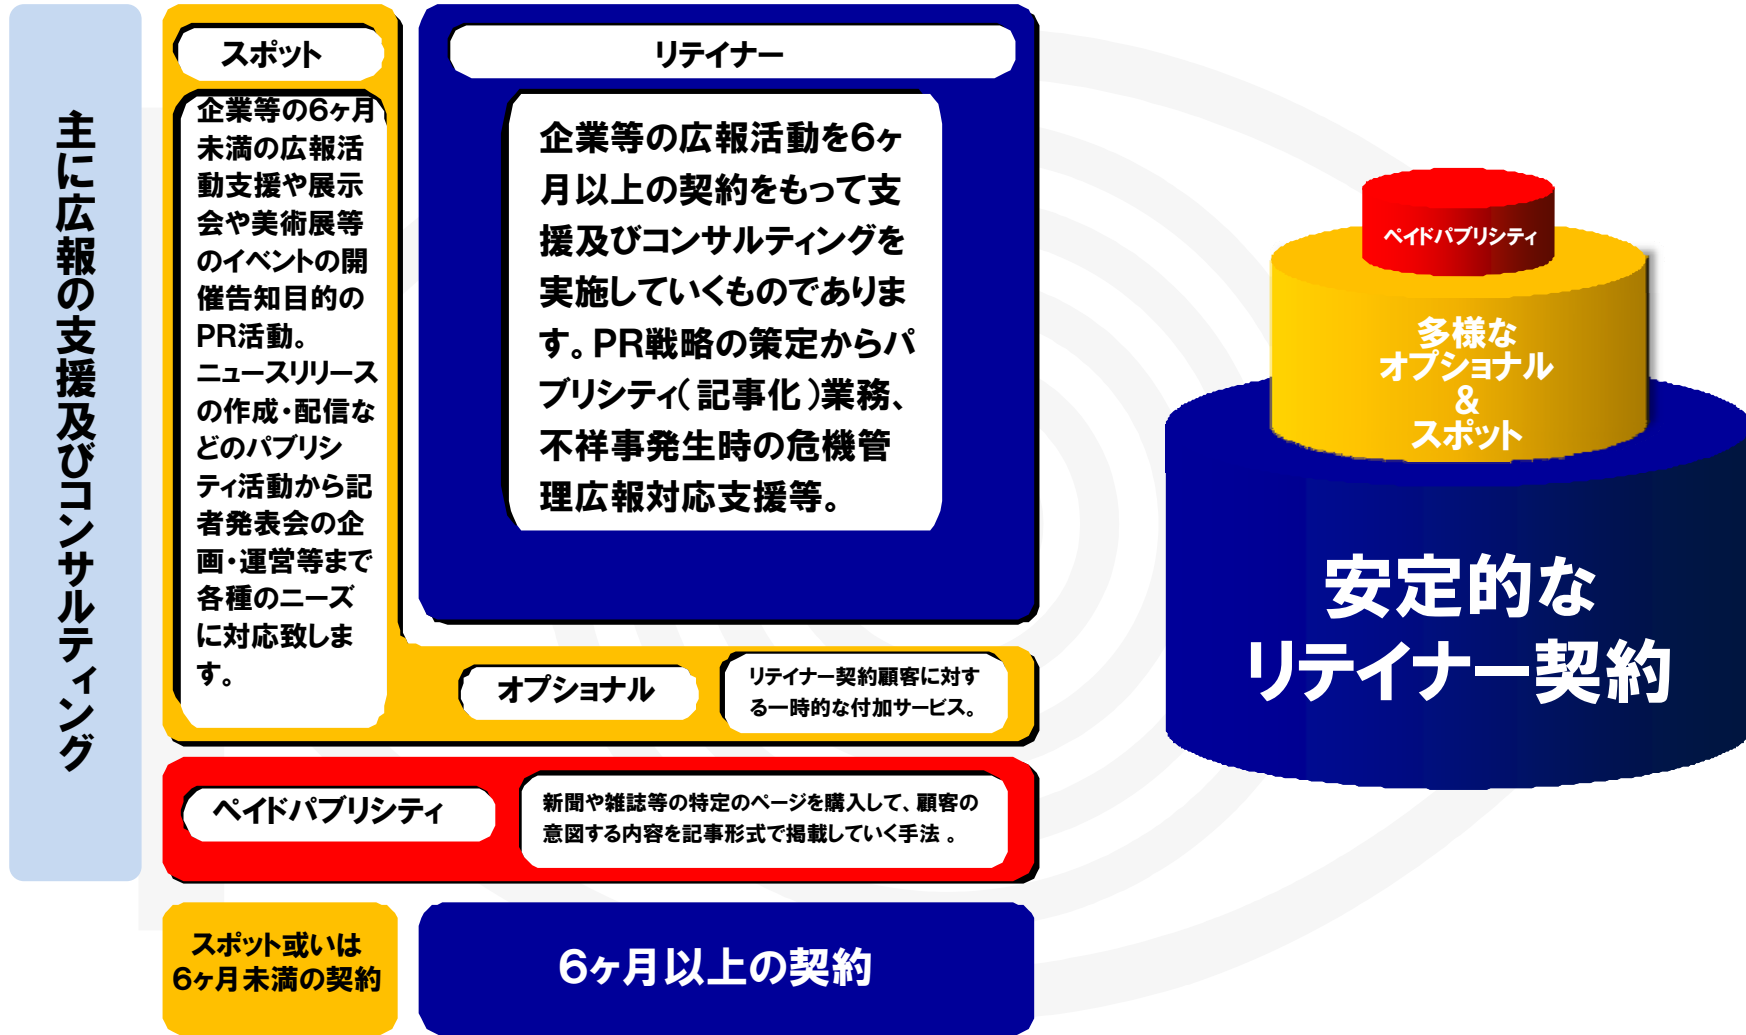 主に広報の支援及びコンサルティング
スポット
企業等の6ヶ月
未満の広報活
動支援や展示
会や美術展等
のイベントの開
催告知目的の
PR活動。
ニュースリリース
の作成・配信な
どのパブリシ
ティ活動から記
者発表会の企
画・運営等まで
各種のニーズ
に対応致しま
す。
リテイナー
企業等の広報活動を6ヶ
月以上の契約をもって支
援及びコンサルティングを
実施していくものでありま
す。PR戦略の策定からパ
ブリシティ(記事化)業務、
不祥事発生時の危機管
理広報対応支援等。
オプショナル
リテイナー契約顧客に対す
る一時的な付加サービス。
ペイドパブリシティ
新聞や雑誌等の特定のページを購入して、顧客の
意図する内容を記事形式で掲載していく手法。
スポット或いは
6ヶ月未満の契約
6ヶ月以上の契約
ペイドパブリシティ
多様な
オプショナル
&
スポット
安定的な
リテイナー契約